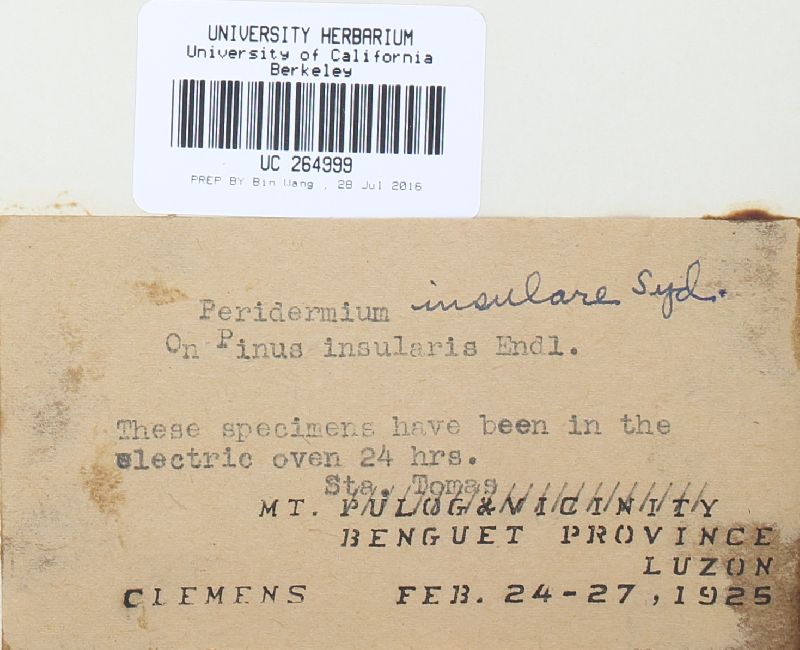 UNIVERSITY HERBARIUM
University of California
Berkeley
UC 264999
PREP BY Bin Wang , 28 Jul 2016
Peridermium insulare Syd.
On Pinus insularis Endl.
These specimens have been in the
electric oven 24 hrs.
Sta. Tomas
MT. PULOG & VICINITY
BENGUET PROVINCE
LUZON
CLEMENS FEB. 24-27, 1925